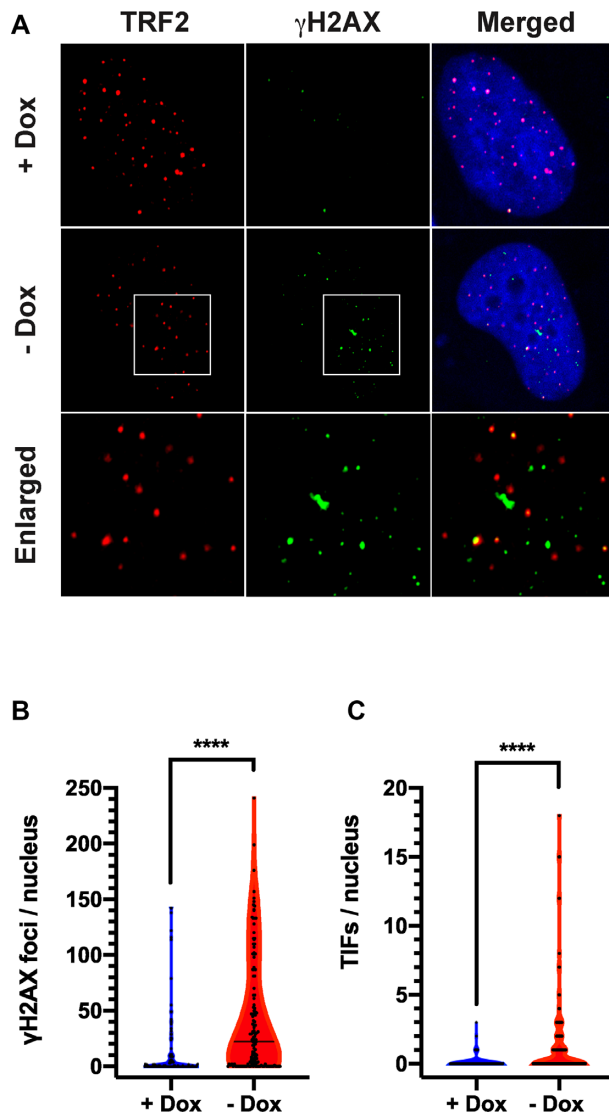 A
TRF2 γH2AX Merged
+ Dox
- Dox
Enlarged
B
****
γH2AX foci / nucleus
250
200
150
100
50
0
+ Dox - Dox
C
****
TIFs / nucleus
20
15
10
5
0
+ Dox - Dox